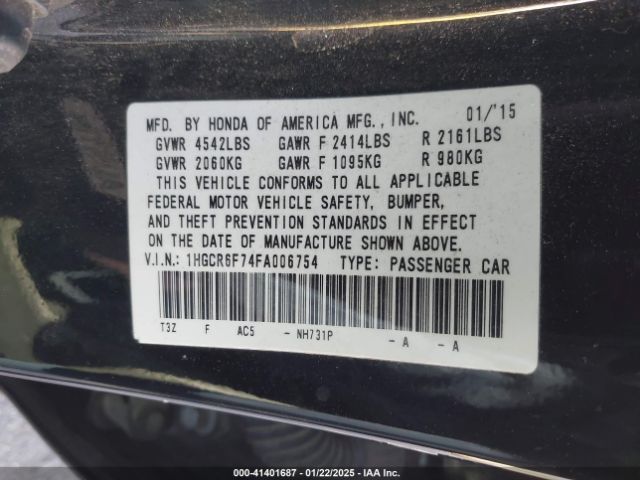 MFD. BY HONDA OF AMERICA MFG., INC. 01/'15
GVWR 4542LBS GAWR F 2414LBS R 2161LBS
GVWR 2060KG GAWR F 1095KG R 980KG
THIS VEHICLE CONFORMS TO ALL APPLICABLE
FEDERAL MOTOR VEHICLE SAFETY, BUMPER,
AND THEFT PREVENTION STANDARDS IN EFFECT
ON THE DATE OF MANUFACTURE SHOWN ABOVE.
V.I.N.: 1HGCR6F74FA006754 TYPE: PASSENGER CAR
T3Z F AC5 - NH731P - A - A
000-41401687 - 01/22/2025 - IAA Inc.